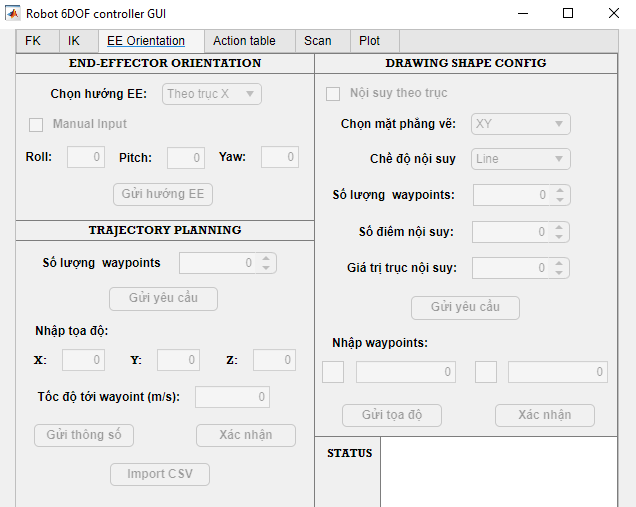 Robot 6DOF controller GUI
FK IK EE Orientation Action table Scan Plot
END-EFFECTOR ORIENTATION
Chọn hướng EE: Theo trục X
Manual Input
Roll: 0 Pitch: 0 Yaw: 0
Gửi hướng EE
TRAJECTORY PLANNING
Số lượng waypoints 0
Gửi yêu cầu
Nhập tọa độ:
X: 0 Y: 0 Z: 0
Tốc độ tới wayoint (m/s): 0
Gửi thông số Xác nhận
Import CSV
DRAWING SHAPE CONFIG
Nội suy theo trục
Chọn mặt phẳng vẽ: XY
Chế độ nội suy Line
Số lượng waypoints: 0
Số điểm nội suy: 0
Giá trị trục nội suy: 0
Gửi yêu cầu
Nhập waypoints:
0 0
Gửi tọa độ Xác nhận
STATUS